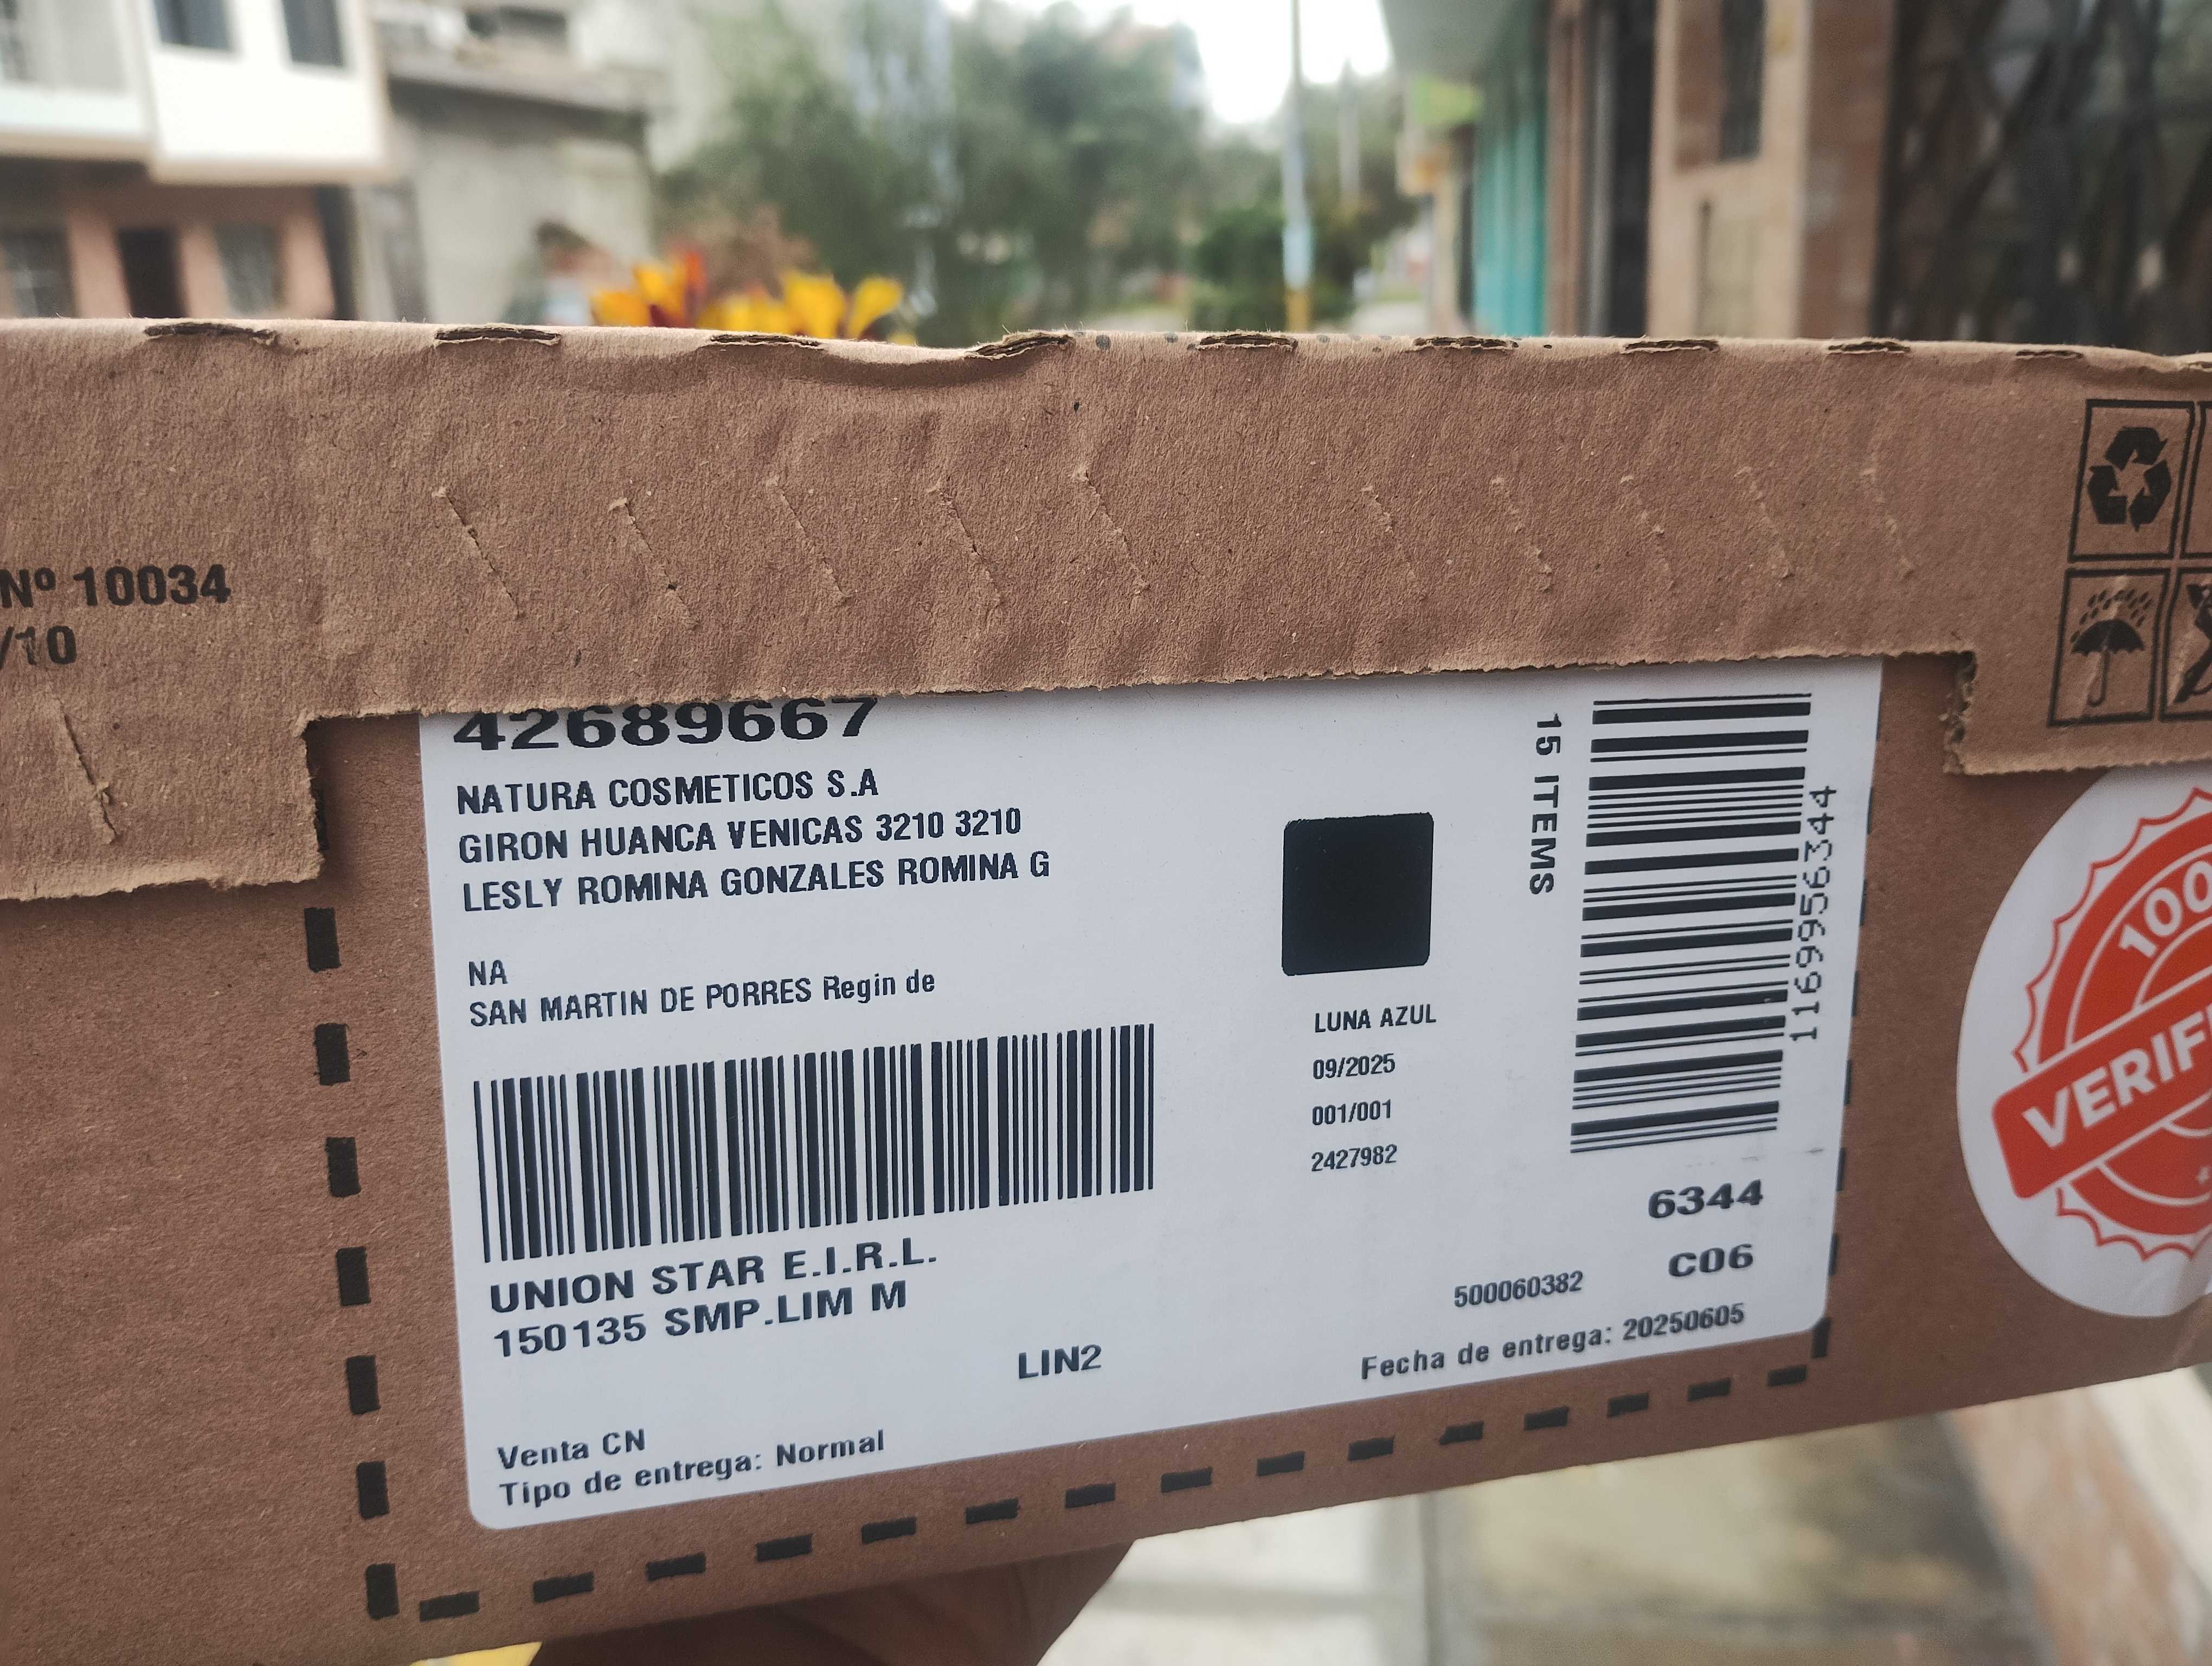 Nº 10034
/10
42689667
NATURA COSMETICOS S.A
GIRON HUANCA VENICAS 3210 3210
LESLY ROMINA GONZALES ROMINA G
NA
SAN MARTIN DE PORRES Regin de
UNION STAR E.I.R.L.
150135 SMP.LIM M
LIN2
Venta CN
Tipo de entrega: Normal
LUNA AZUL
09/2025
001/001
2427982
15 ITEMS
1169956344
6344
C06
500060382
Fecha de entrega: 20250605
100
VERIF